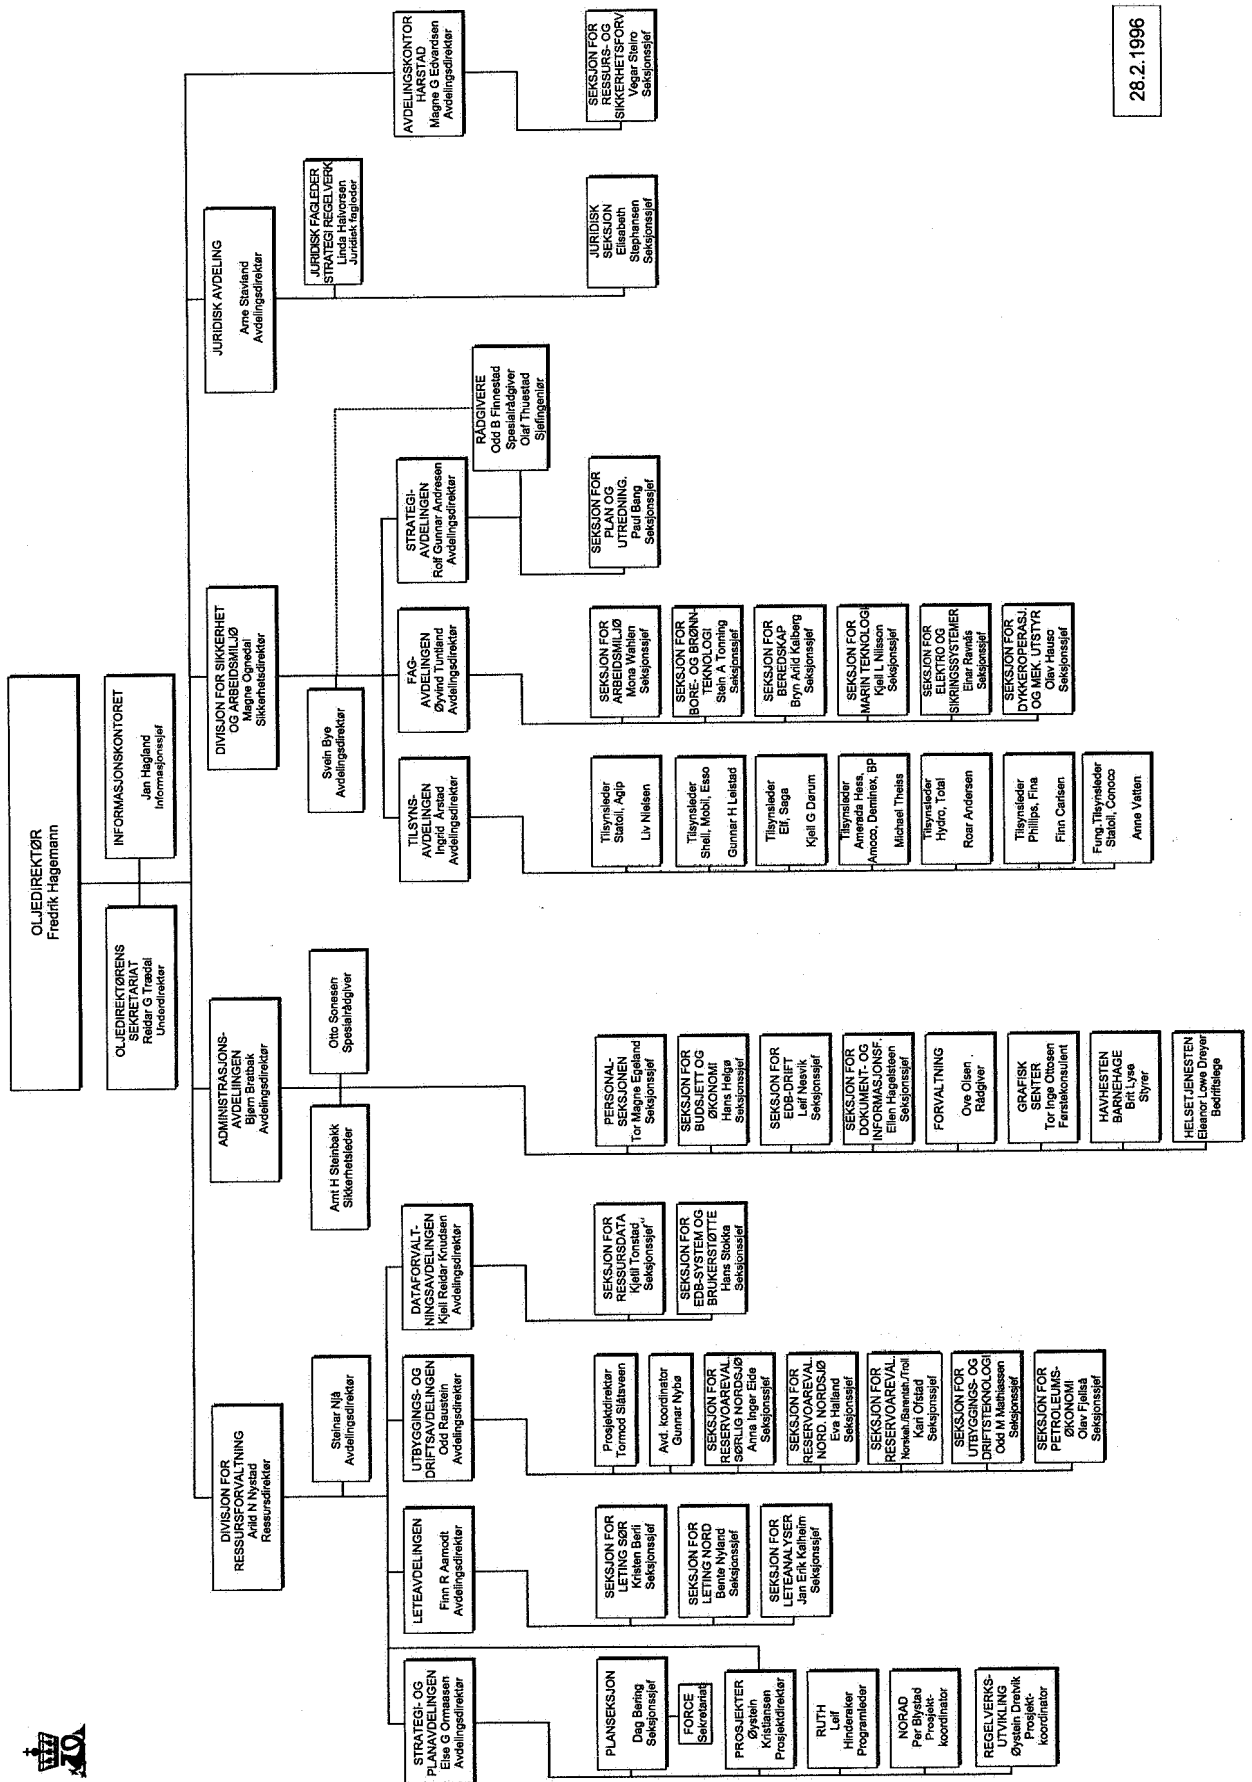 OLJEDIREKTØR
Fredrik Hagemann
OLJEDIREKTØRENS
SEKRETARIAT
Reidar G Trædal
Underdirektør
INFORMASJONSKONTORET
Jan Hagland
Informasjonssjef
DIVISJON FOR
RESSURSFORVALTNING
Arild N Nystad
Ressursdirektør
ADMINISTRASJONS-
AVDELINGEN
Bjørn Bratbak
Avdelingsdirektør
DIVISJON FOR SIKKERHET
OG ARBEIDSMILJØ
Magne Ognedal
Sikkerhetsdirektør
JURIDISK AVDELING
Arne Stavland
Avdelingsdirektør
Steinar Njå
Avdelingsdirektør
Arnt H Steinbakk
Sikkerhetsleder
Otto Sonesen
Spesialrådgiver
Svein Bye
Avdelingsdirektør
JURIDISK FAGLEDER
STRATEGI REGELVERK
Linda Halvorsen
Juridisk fagleder
STRATEGI- OG
PLANAVDELINGEN
Else G Ormaasen
Avdelingsdirektør
LETEAVDELINGEN
Finn R Aamodt
Avdelingsdirektør
UTBYGGINGS- OG
DRIFTSAVDELINGEN
Odd Raustein
Avdelingsdirektør
DATAFORVALT-
NINGSAVDELINGEN
Kjell Reidar Knudsen
Avdelingsdirektør
TILSYNS-
AVDELINGEN
Ingrid Årstad
Avdelingsdirektør
FAG-
AVDELINGEN
Øyvind Tuntland
Avdelingsdirektør
STRATEGI-
AVDELINGEN
Rolf Gunnar Andresen
Avdelingsdirektør
AVDELINGSKONTOR
HARSTAD
Magne G Edvardsen
Avdelingsdirektør
RÅDGIVERE
Odd B Finnestad
Spesialrådgiver
Olaf Thuestad
Sjefingeniør
PLANSEKSJON
Dag Bering
Seksjonssjef
FORCE
Sekretariat
PROSJEKTER
Øystein
Kristiansen
Prosjektdirektør
RUTH
Leif
Hinderaker
Programleder
NORAD
Per Blystad
Prosjekt-
koordinator
REGELVERKS-
UTVIKLING
Øystein Dretvik
Prosjekt-
koordinator
SEKSJON FOR
LETING SØR
Kristen Berli
Seksjonssjef
SEKSJON FOR
LETING NORD
Bente Nyland
Seksjonssjef
SEKSJON FOR
LETEANALYSER
Jan Erik Kalheim
Seksjonssjef
Prosjektdirektør
Tormod Slåtsveen
Avd. koordinator
Gunnar Nybø
SEKSJON FOR
RESERVOAREVAL.
SØRLIG NORDSJØ
Anna Inger Eide
Seksjonssjef
SEKSJON FOR
RESERVOAREVAL.
NORD. NORDSJØ
Eva Halland
Seksjonssjef
SEKSJON FOR
RESERVOAREVAL.
Norskeh./Barentsh./Troll
Kari Ofstad
Seksjonssjef
SEKSJON FOR
UTBYGGINGS- OG
DRIFTSTEKNOLOGI
Odd M Mathiassen
Seksjonssjef
SEKSJON FOR
PETROLEUMS-
ØKONOMI
Olav Fjellså
Seksjonssjef
SEKSJON FOR
RESSURSDATA
Kjetil Tonstad
Seksjonssjef"
SEKSJON FOR
EDB-SYSTEM OG
BRUKERSTØTTE
Hans Stokka
Seksjonssjef
PERSONAL-
SEKSJONEN
Tor Magne Egeland
Seksjonssjef
SEKSJON FOR
BUDSJETT OG
ØKONOMI
Hans Helgø
Seksjonssjef
SEKSJON FOR
EDB-DRIFT
Leif Nesvik
Seksjonssjef
SEKSJON FOR
DOKUMENT- OG
INFORMASJONSF.
Ellen Hagelsteen
Seksjonssjef
FORVALTNING
Ove Olsen
Rådgiver
GRAFISK
SENTER
Tor Inge Ottosen
Førstekonsulent
HAVHESTEN
BARNEHAGE
Brit Lyse
Styrer
HELSETJENESTEN
Eleanor Lowe Dreyer
Bedriftslege
Tilsynsleder
Statoil, Agip
Liv Nielsen
Tilsynsleder
Shell, Mobil, Esso
Gunnar H Leistad
Tilsynsleder
Elf, Saga
Kjell G Dørum
Tilsynsleder
Amerada Hess,
Amoco, Deminex, BP
Michael Theiss
Tilsynsleder
Hydro, Total
Roar Andersen
Tilsynsleder
Phillips, Fina
Finn Carlsen
Fung.Tilsynsleder
Statoil, Conoco
Anne Vatten
SEKSJON FOR
ARBEIDSMILJØ
Mona Wahlen
Seksjonssjef
SEKSJON FOR
BORE- OG BRØNN-
TEKNOLOGI
Stein A Tonning
Seksjonssjef
SEKSJON FOR
BEREDSKAP
Bryn Arild Kalberg
Seksjonssjef
SEKSJON FOR
MARIN TEKNOLOGI
Kjell L Nilsson
Seksjonssjef
SEKSJON FOR
ELEKTRO OG
SIKRINGSSYSTEMER
Einar Ravnås
Seksjonssjef
SEKSJON FOR
DYKKEROPERASJ.
OG MEK. UTSTYR
Olav Hauso
Seksjonssjef
SEKSJON FOR
PLAN OG
UTREDNING.
Paul Bang
Seksjonssjef
JURIDISK
SEKSJON
Elisabeth
Stephansen
Seksjonssjef
SEKSJON FOR
RESSURS- OG
SIKKERHETSFORV
Vegar Steiro
Seksjonssjef
28.2.1996